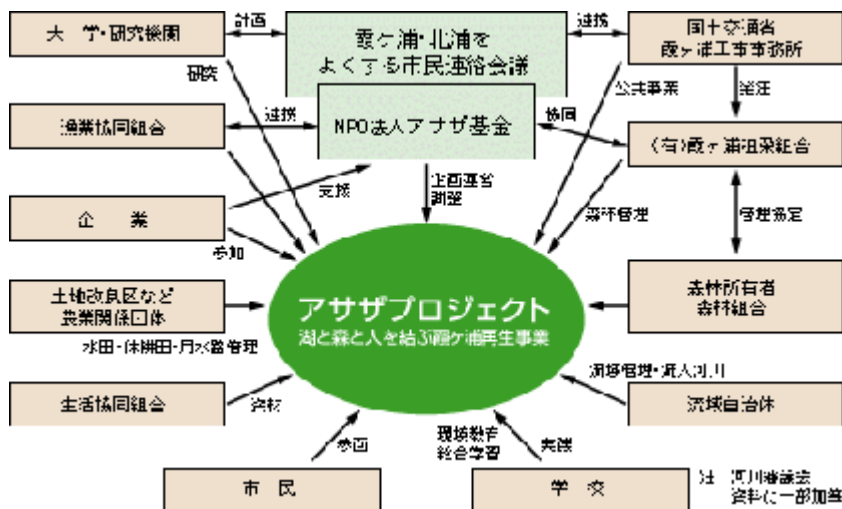 大 学・研究機関
計画
霞ヶ浦・北浦を
よくする市民連絡会議
連携
国土交通省
霞ヶ浦工事事務所
研究
公共事業
発注
漁業協同組合
連携
NPO法人アサザ基金
協同
(有)霞ヶ浦粗朶組合
企 業
支援
企画運営
調整
森林管理
管理協定
参加
土地改良区など
農業関係団体
アサザプロジェクト
湖と森と人を結ぶ霞ヶ浦再生事業
森林所有者
森林組合
水田・休耕田・用水路管理
流域管理・流入河川
生活協同組合
資材
流域自治体
参画
環境教育
総合学習
実践
市 民
学 校
注 河川審議会
資料に一部加筆